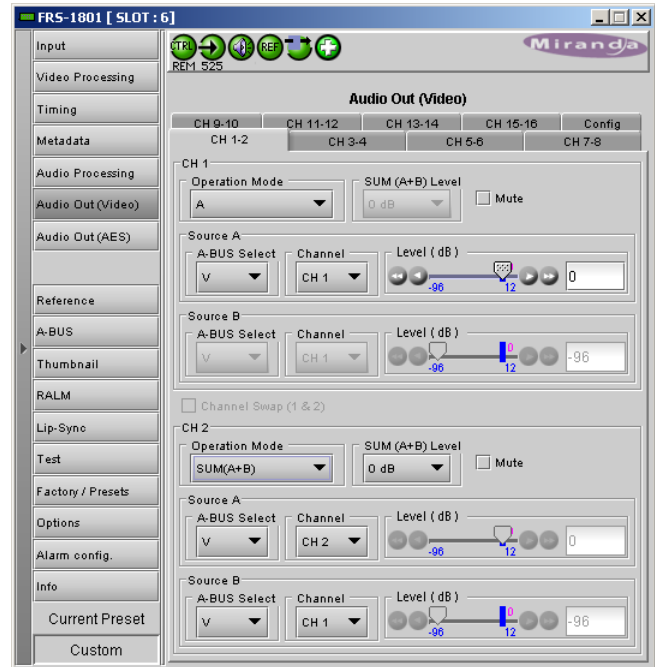 FRS-1801 [ SLOT : 6]
Input
Video Processing
Timing
Metadata
Audio Processing
Audio Out (Video)
Audio Out (AES)
Reference
A-BUS
Thumbnail
RALM
Lip-Sync
Test
Factory / Presets
Options
Alarm config.
Info
Current Preset
Custom
CTRL
REF
REM 525
Miranda
Audio Out (Video)
CH 9-10 CH 11-12 CH 13-14 CH 15-16 Config
CH 1-2 CH 3-4 CH 5-6 CH 7-8
CH 1
Operation Mode SUM (A+B) Level
A 0 dB Mute
Source A
A-BUS Select Channel Level ( dB )
V CH 1 0
-96 12
Source B
A-BUS Select Channel Level ( dB )
V CH 1 0 -96
-96 12
Channel Swap (1 & 2)
CH 2
Operation Mode SUM (A+B) Level
SUM(A+B) 0 dB Mute
Source A
A-BUS Select Channel Level ( dB )
V CH 2 0
-96 12
Source B
A-BUS Select Channel Level ( dB )
V CH 1 0 -96
-96 12